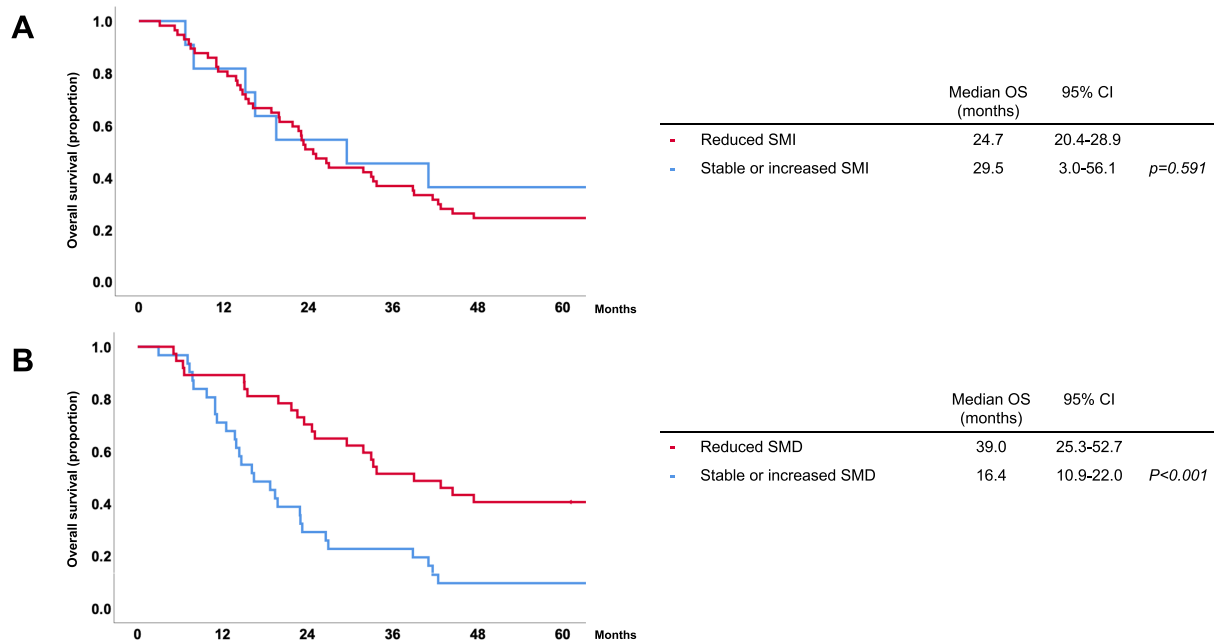 A
Overall survival (proportion)
1.0
0.8
0.6
0.4
0.2
0.0
0 12 24 36 48 60 Months
Median OS (months) 95% CI
Reduced SMI 24.7 20.4-28.9
Stable or increased SMI 29.5 3.0-56.1 p=0.591
B
Overall survival (proportion)
1.0
0.8
0.6
0.4
0.2
0.0
0 12 24 36 48 60 Months
Median OS (months) 95% CI
Reduced SMD 39.0 25.3-52.7
Stable or increased SMD 16.4 10.9-22.0 P<0.001